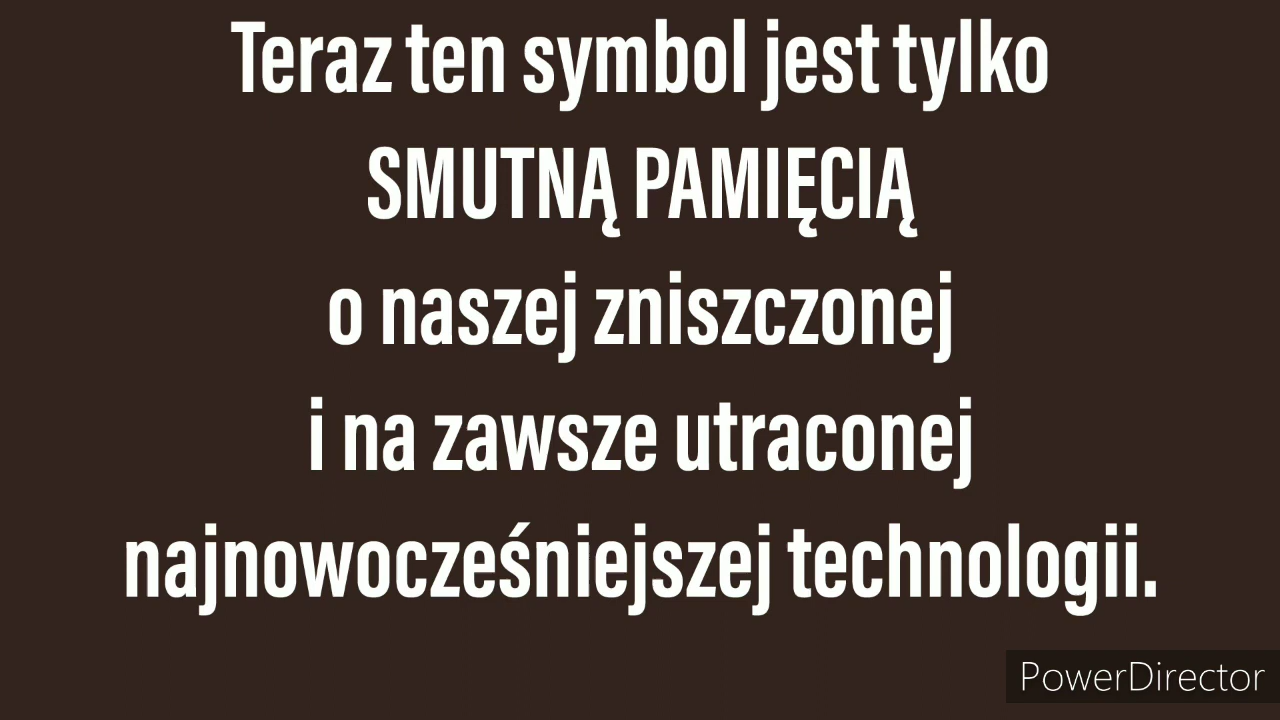 Teraz ten symbol jest tylko
SMUTNĄ PAMIĘCIĄ
o naszej zniszczonej
i na zawsze utraconej
najnowocześniejszej technologii.
PowerDirector